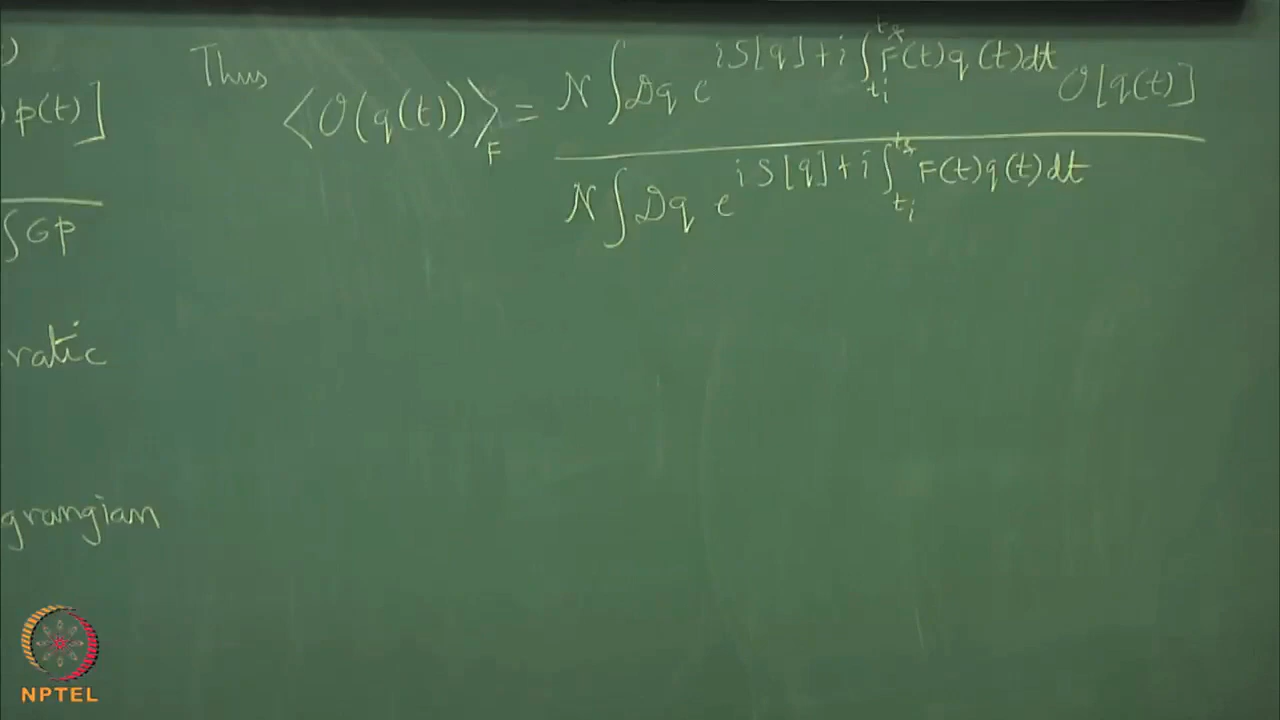 )
p(t)]
∫Gp
ratic
grangian
Thus
⟨O(q(t))⟩_F = N ∫Dq e^{iS[q]+i∫_{t_i}^{t_f} F(t)q(t)dt} O[q(t)]
N ∫Dq e^{iS[q]+i∫_{t_i}^{t_f} F(t)q(t)dt}
NPTEL